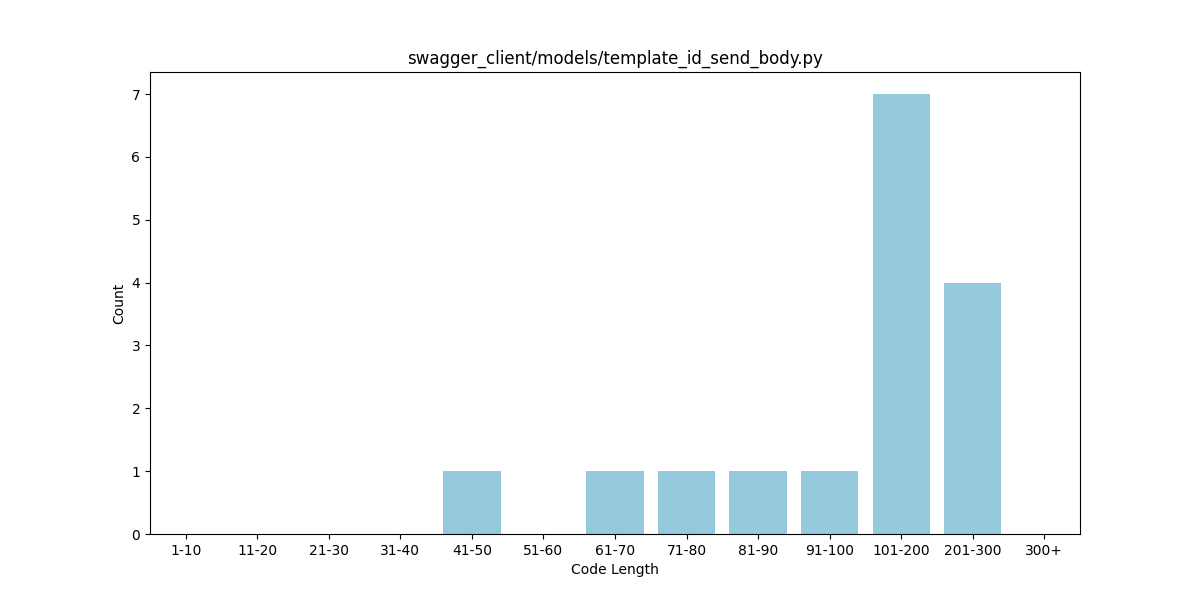 swagger_client/models/template_id_send_body.py
7
6
5
4
3
2
1
0
Count
1-10 11-20 21-30 31-40 41-50 51-60 61-70 71-80 81-90 91-100 101-200 201-300 300+
Code Length